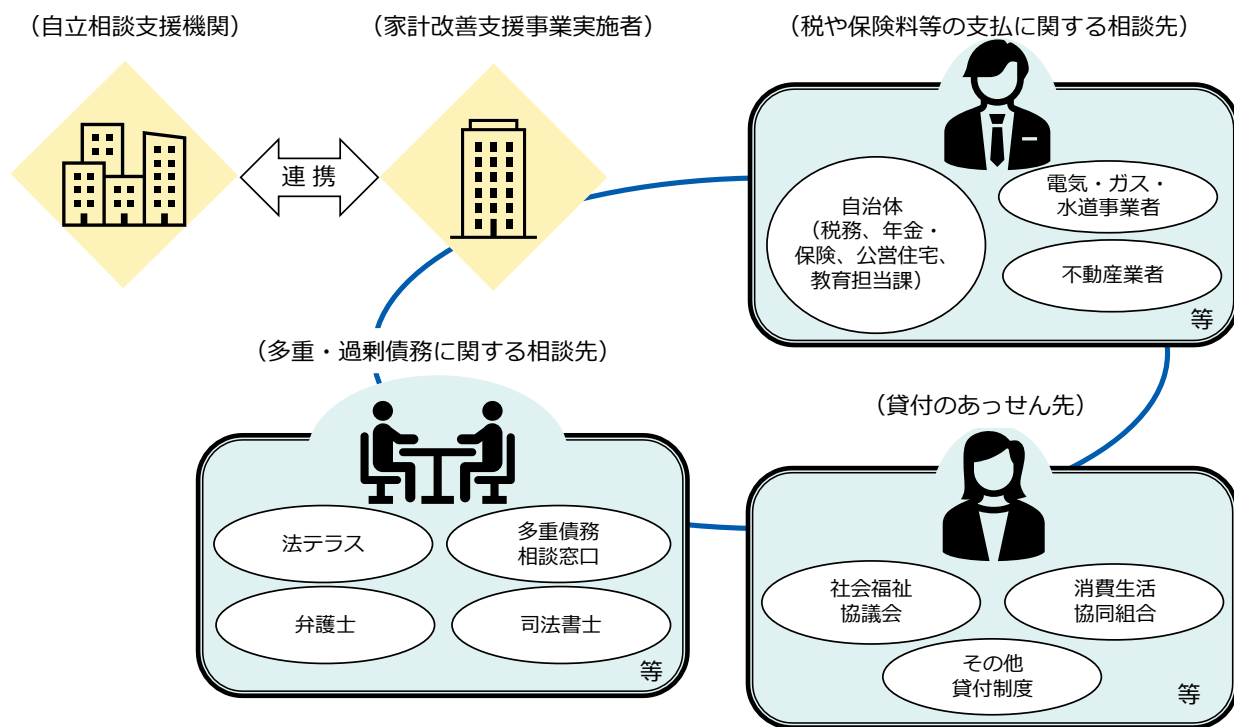 （自立相談支援機関）
（家計改善支援事業実施者）
（税や保険料等の支払に関する相談先）
連携
自治体
（税務、年金・
保険、公営住宅、
教育担当課）
電気・ガス・
水道事業者
不動産業者
等
（多重・過剰債務に関する相談先）
法テラス
多重債務
相談窓口
弁護士
司法書士
等
（貸付のあっせん先）
社会福祉
協議会
消費生活
協同組合
その他
貸付制度
等